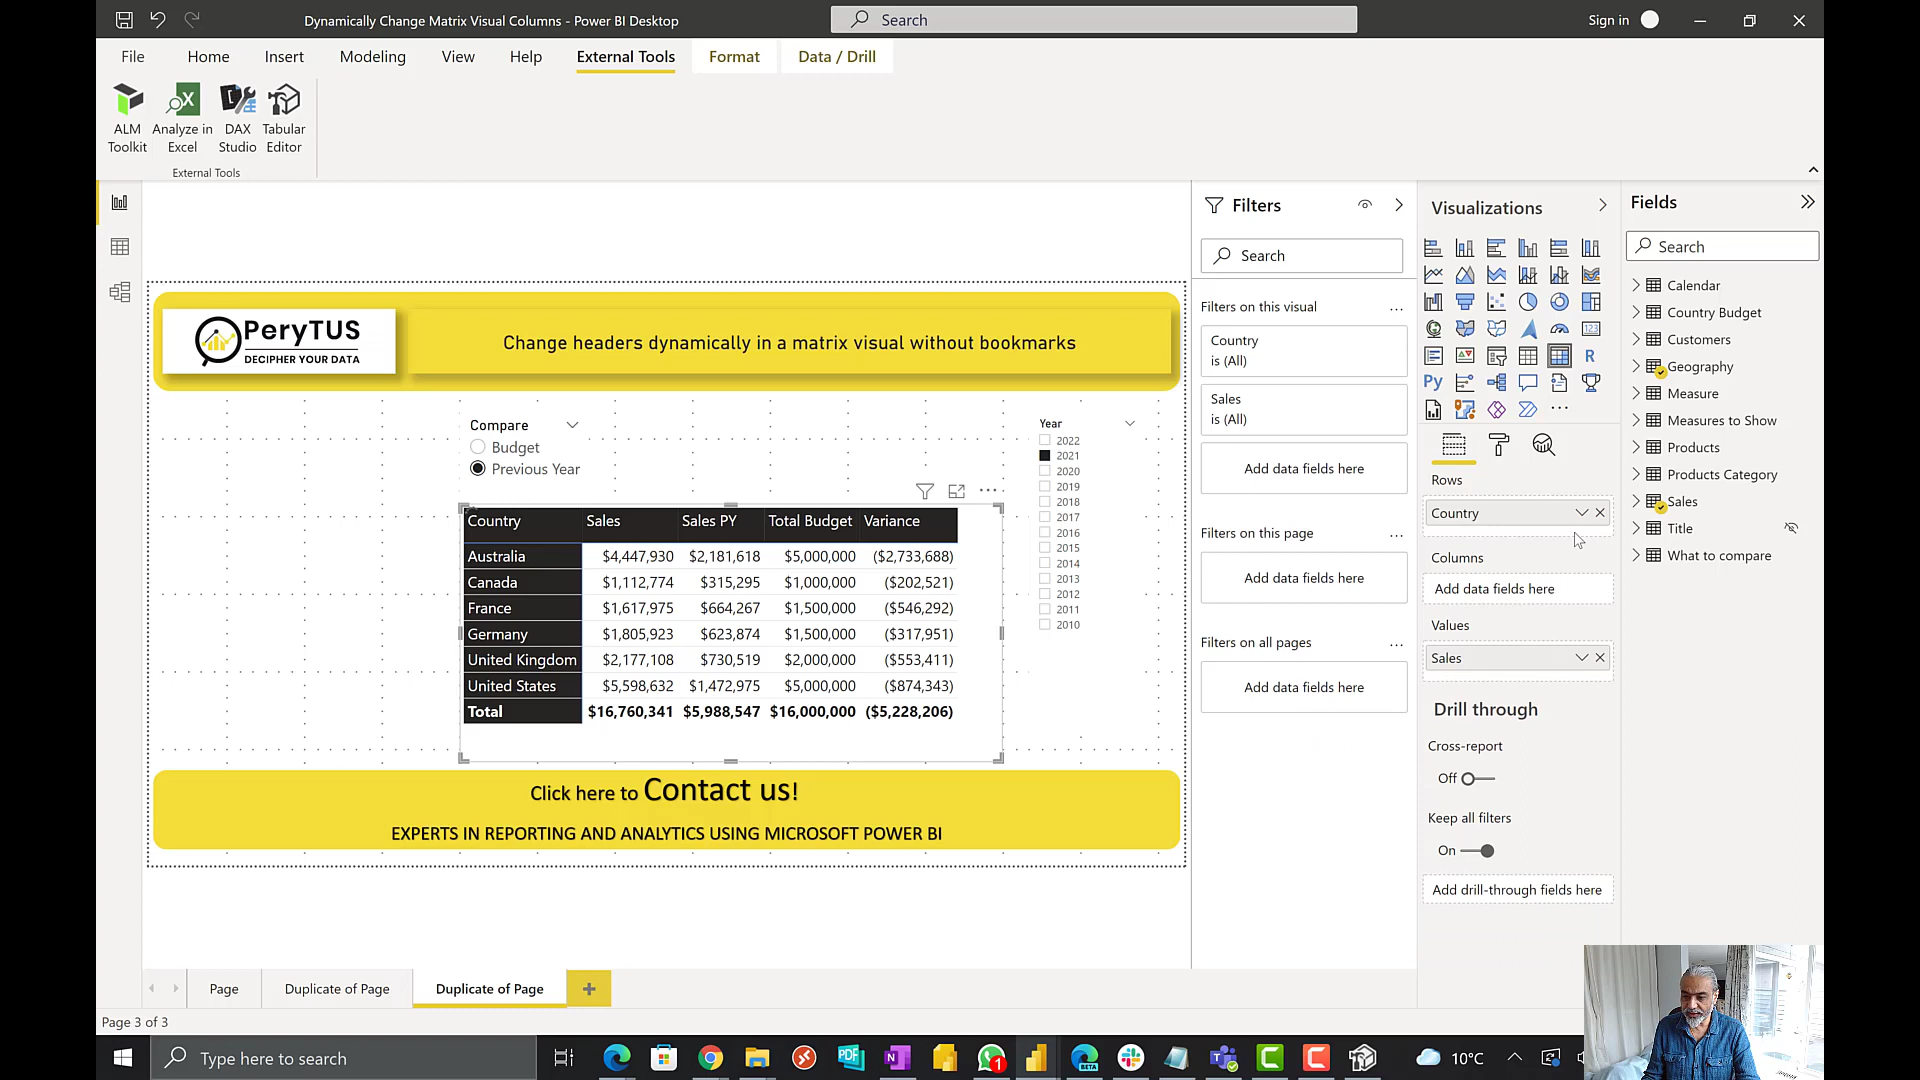 Dynamically Change Matrix Visual Columns - Power BI Desktop
Search
Sign in
File
Home
Insert
Modeling
View
Help
External Tools
Format
Data / Drill
ALM Toolkit
Analyze in Excel
DAX Studio
Tabular Editor
External Tools
PeryTUS
DECIPHER YOUR DATA
Change headers dynamically in a matrix visual without bookmarks
Compare
Budget
Previous Year
Year
2022
2021
2020
2019
2018
2017
2016
2015
2014
2013
2012
2011
2010
Country Sales Sales PY Total Budget Variance
Australia $4,447,930 $2,181,618 $5,000,000 ($2,733,688)
Canada $1,112,774 $315,295 $1,000,000 ($202,521)
France $1,617,975 $664,267 $1,500,000 ($546,292)
Germany $1,805,923 $623,874 $1,500,000 ($317,951)
United Kingdom $2,177,108 $730,519 $2,000,000 ($553,411)
United States $5,598,632 $1,472,975 $5,000,000 ($874,343)
Total $16,760,341 $5,988,547 $16,000,000 ($5,228,206)
Click here to Contact us!
EXPERTS IN REPORTING AND ANALYTICS USING MICROSOFT POWER BI
Filters
Search
Filters on this visual
Country
is (All)
Sales
is (All)
Add data fields here
Filters on this page
Add data fields here
Filters on all pages
Add data fields here
Visualizations
R
Py
123
Rows
Country
Columns
Add data fields here
Values
Sales
Drill through
Cross-report
Off
Keep all filters
On
Add drill-through fields here
Fields
Search
Calendar
Country Budget
Customers
Geography
Measure
Measures to Show
Products
Products Category
Sales
Title
What to compare
Page
Duplicate of Page
Duplicate of Page
Page 3 of 3
Type here to search
PDF
N
1
BETA
C
C
10°C